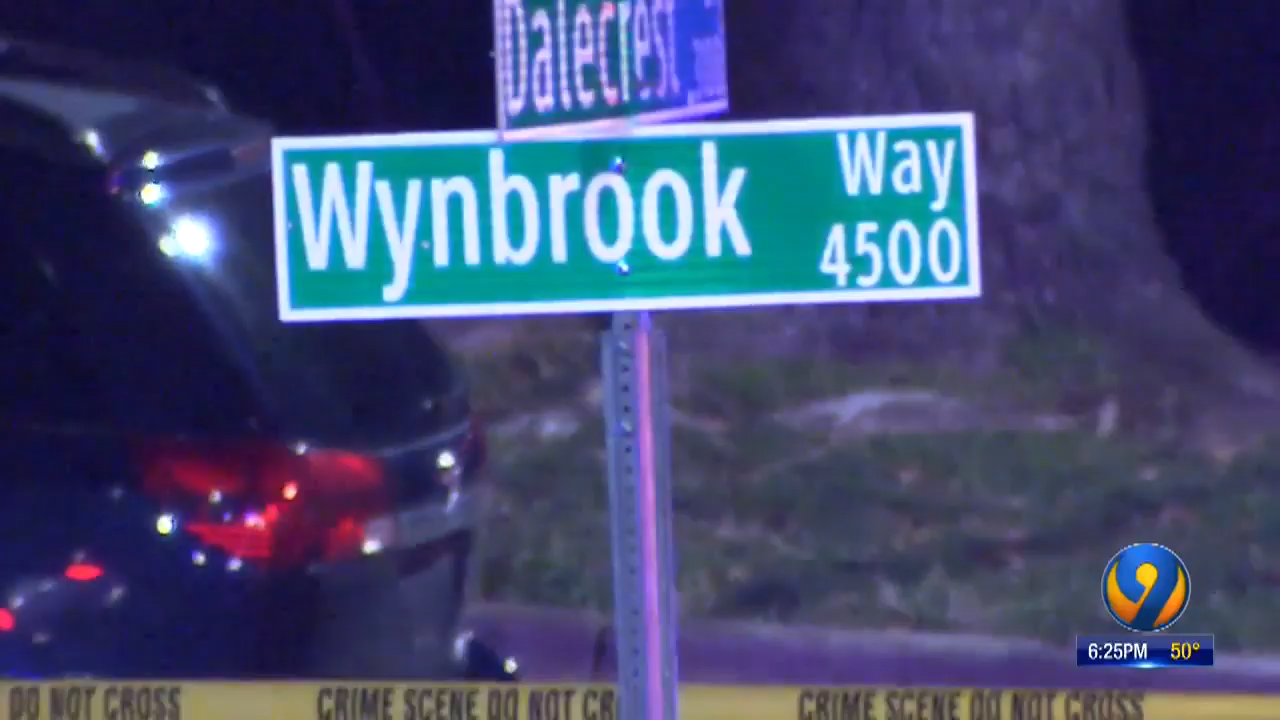 Dalecrest
Wynbrook Way
4500
9
6:25PM 50°
DO NOT CROSS CRIME SCENE DO NOT CR CRIME SCENE DO NOT CROSS